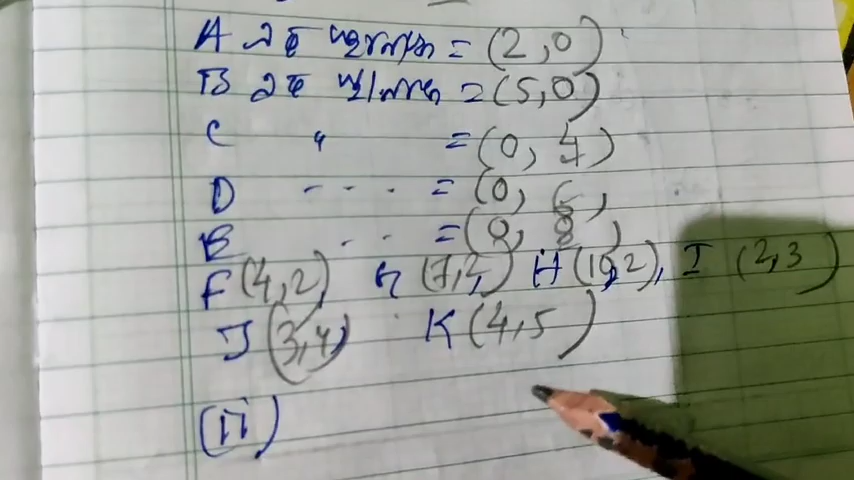 A এর স্থানাঙ্ক = (2,0)
B এর স্থানাঙ্ক = (5,0)
C " = (0, 4)
D - - - - = (0, 6,
B . . . = (8, 8)
F (4,2), G (7,2) H (10,2), I (2,3)
J (3,4) K (4,5)
(ii)